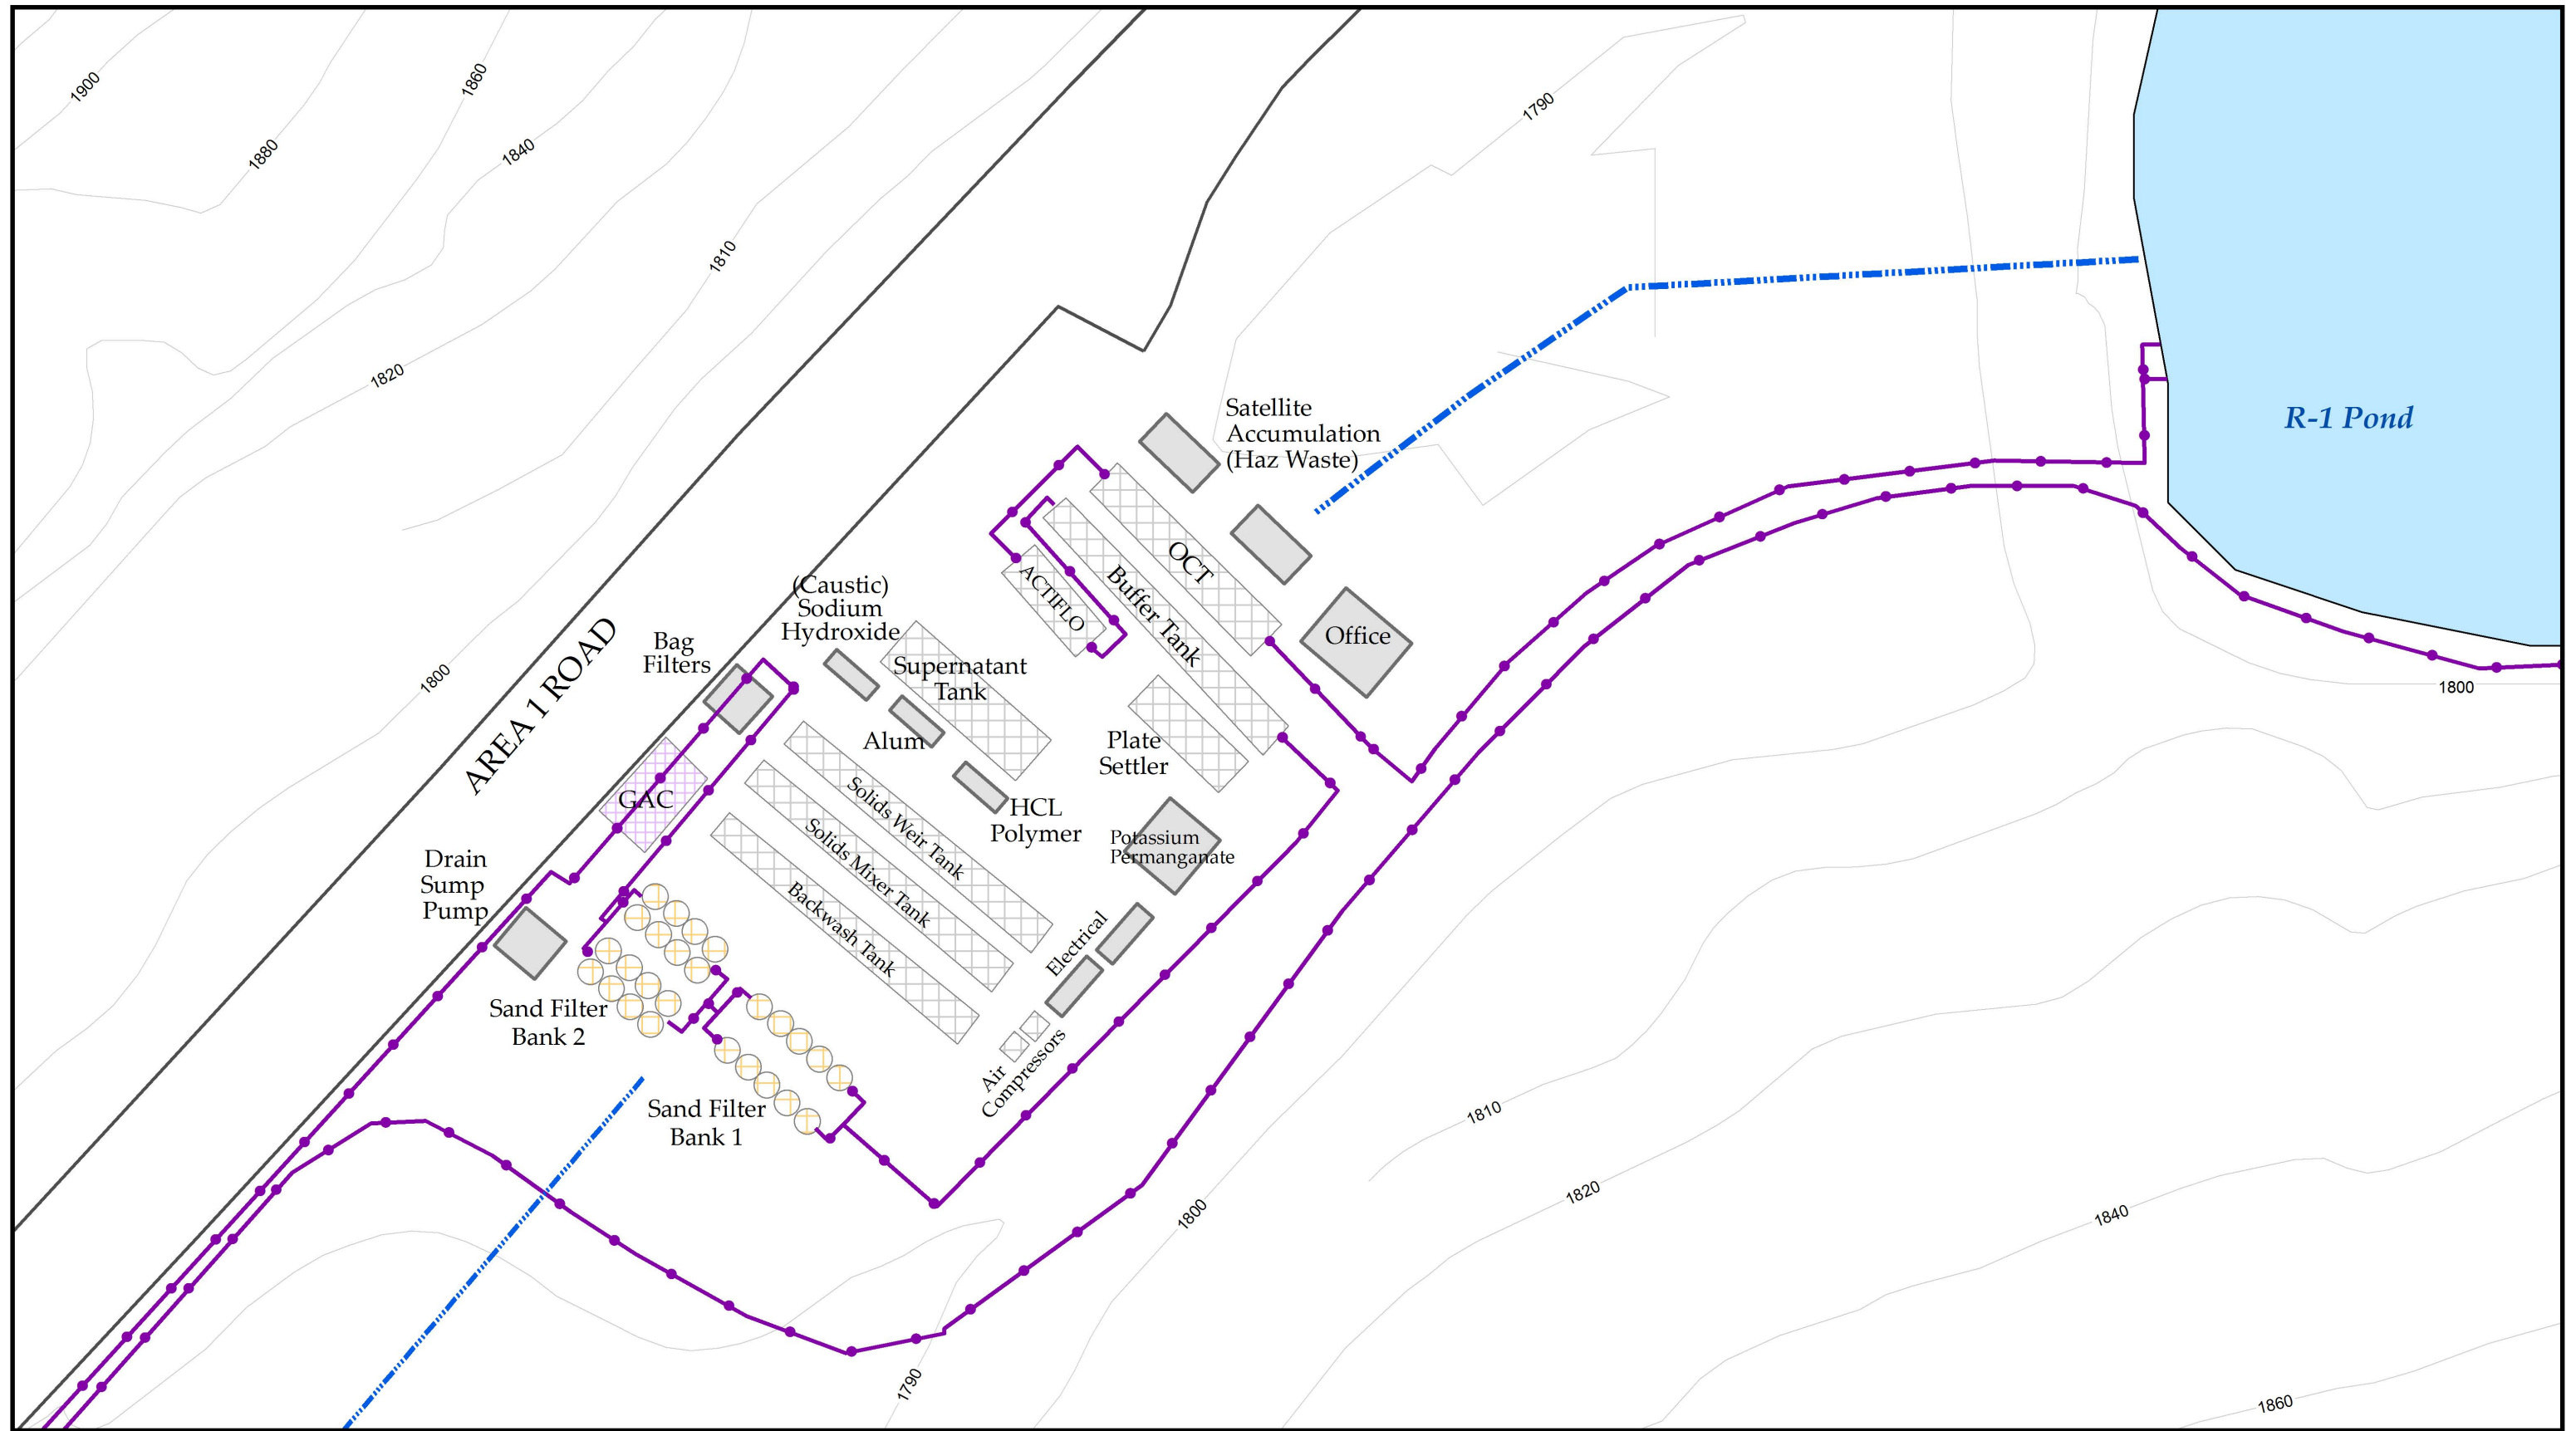 1900
1860
1880
1840
1790
1810
1820
Satellite
Accumulation
(Haz Waste)
R-1 Pond
OCT
(Caustic)
Sodium
Hydroxide
ACTIFLO
Buffer Tank
Office
Bag
Filters
AREA 1 ROAD
1800
Supernatant
Tank
1800
Alum
Plate
Settler
GAC
HCL
Polymer
Solids Weir Tank
Potassium
Permanganate
Drain
Sump
Pump
Solids Mixer Tank
Backwash Tank
Electrical
Sand Filter
Bank 2
Air
Compressors
Sand Filter
Bank 1
1810
1820
1800
1840
1790
1860